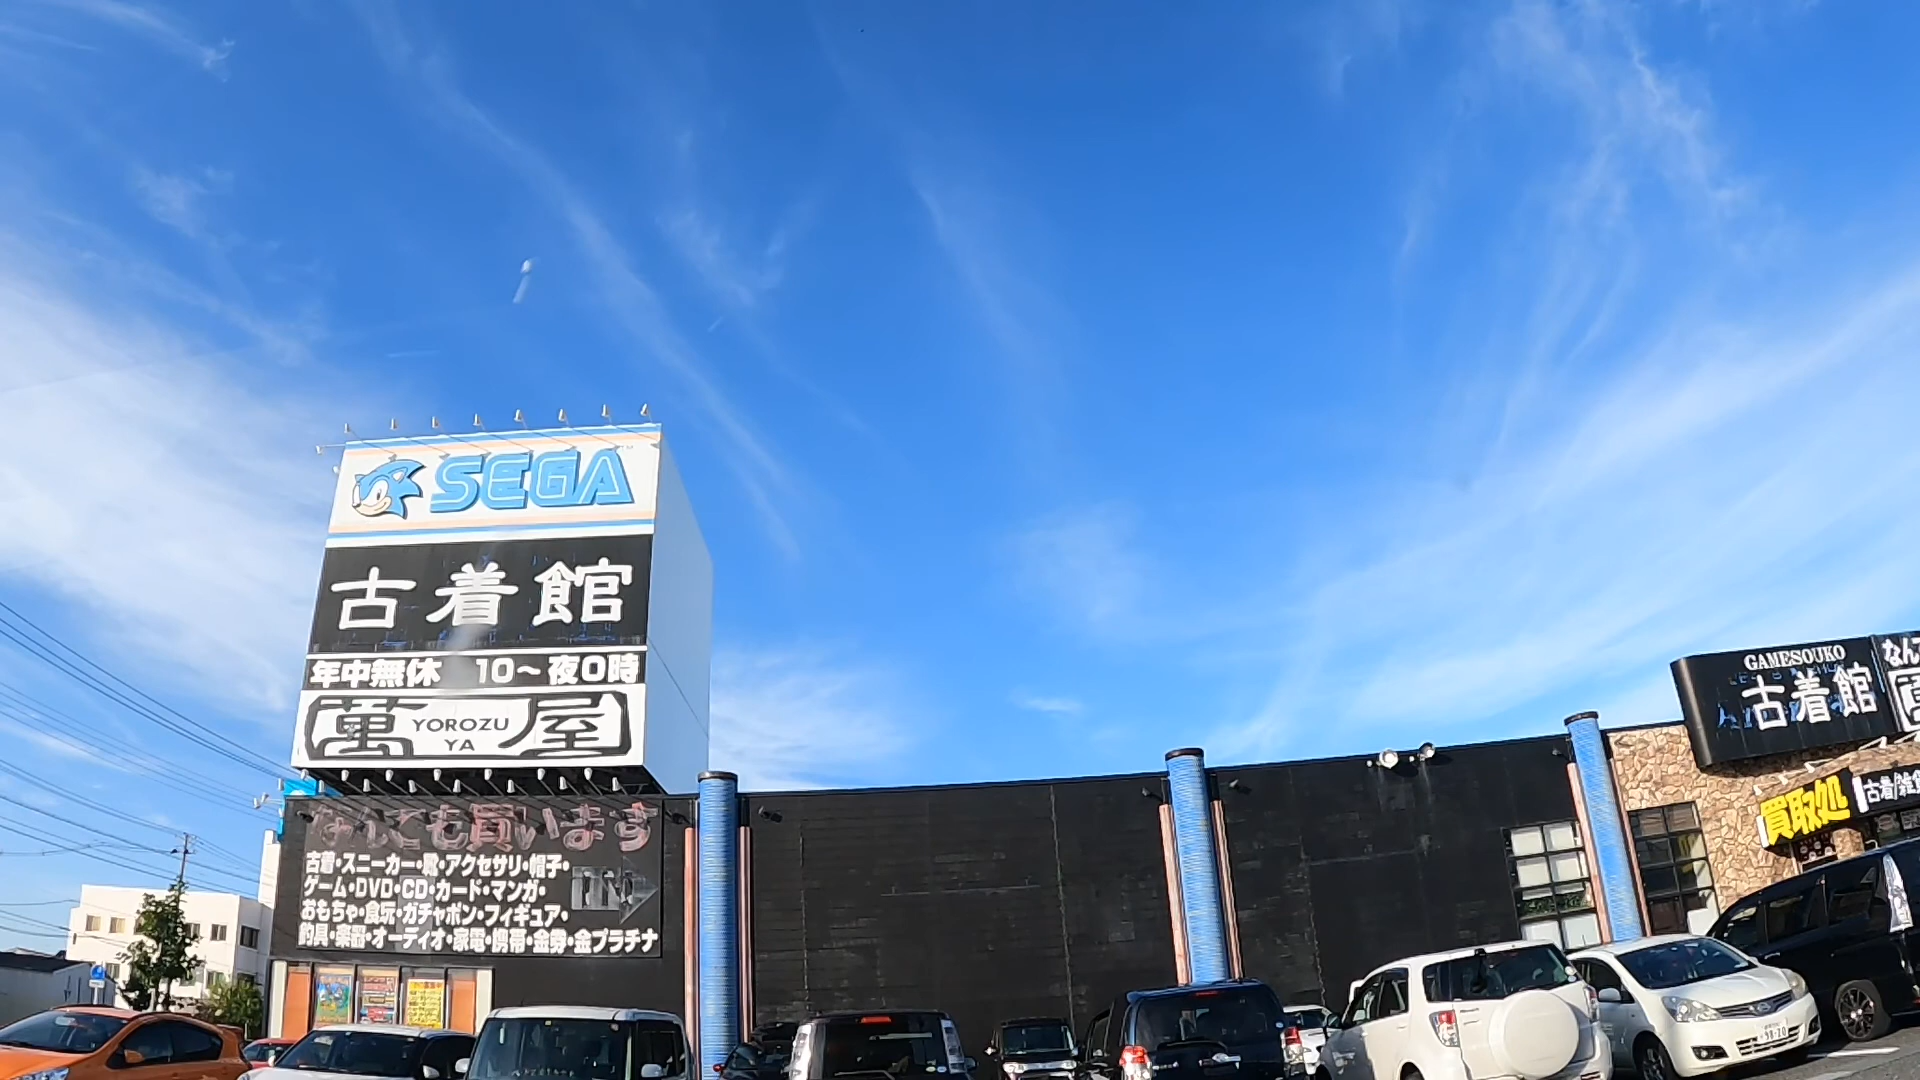 SEGA
古着館
年中無休 10～夜0時
萬屋
YOROZU
YA
なんでも買います
古着・スニーカー・靴・アクセサリ・帽子・
ゲーム・DVD・CD・カード・マンガ・
おもちゃ・食玩・ガチャポン・フィギュア・
釣具・楽器・オーディオ・家電・携帯・金券・金プラチナ
GAMESOUKO
古着館
なん
買取処
古着/雑貨